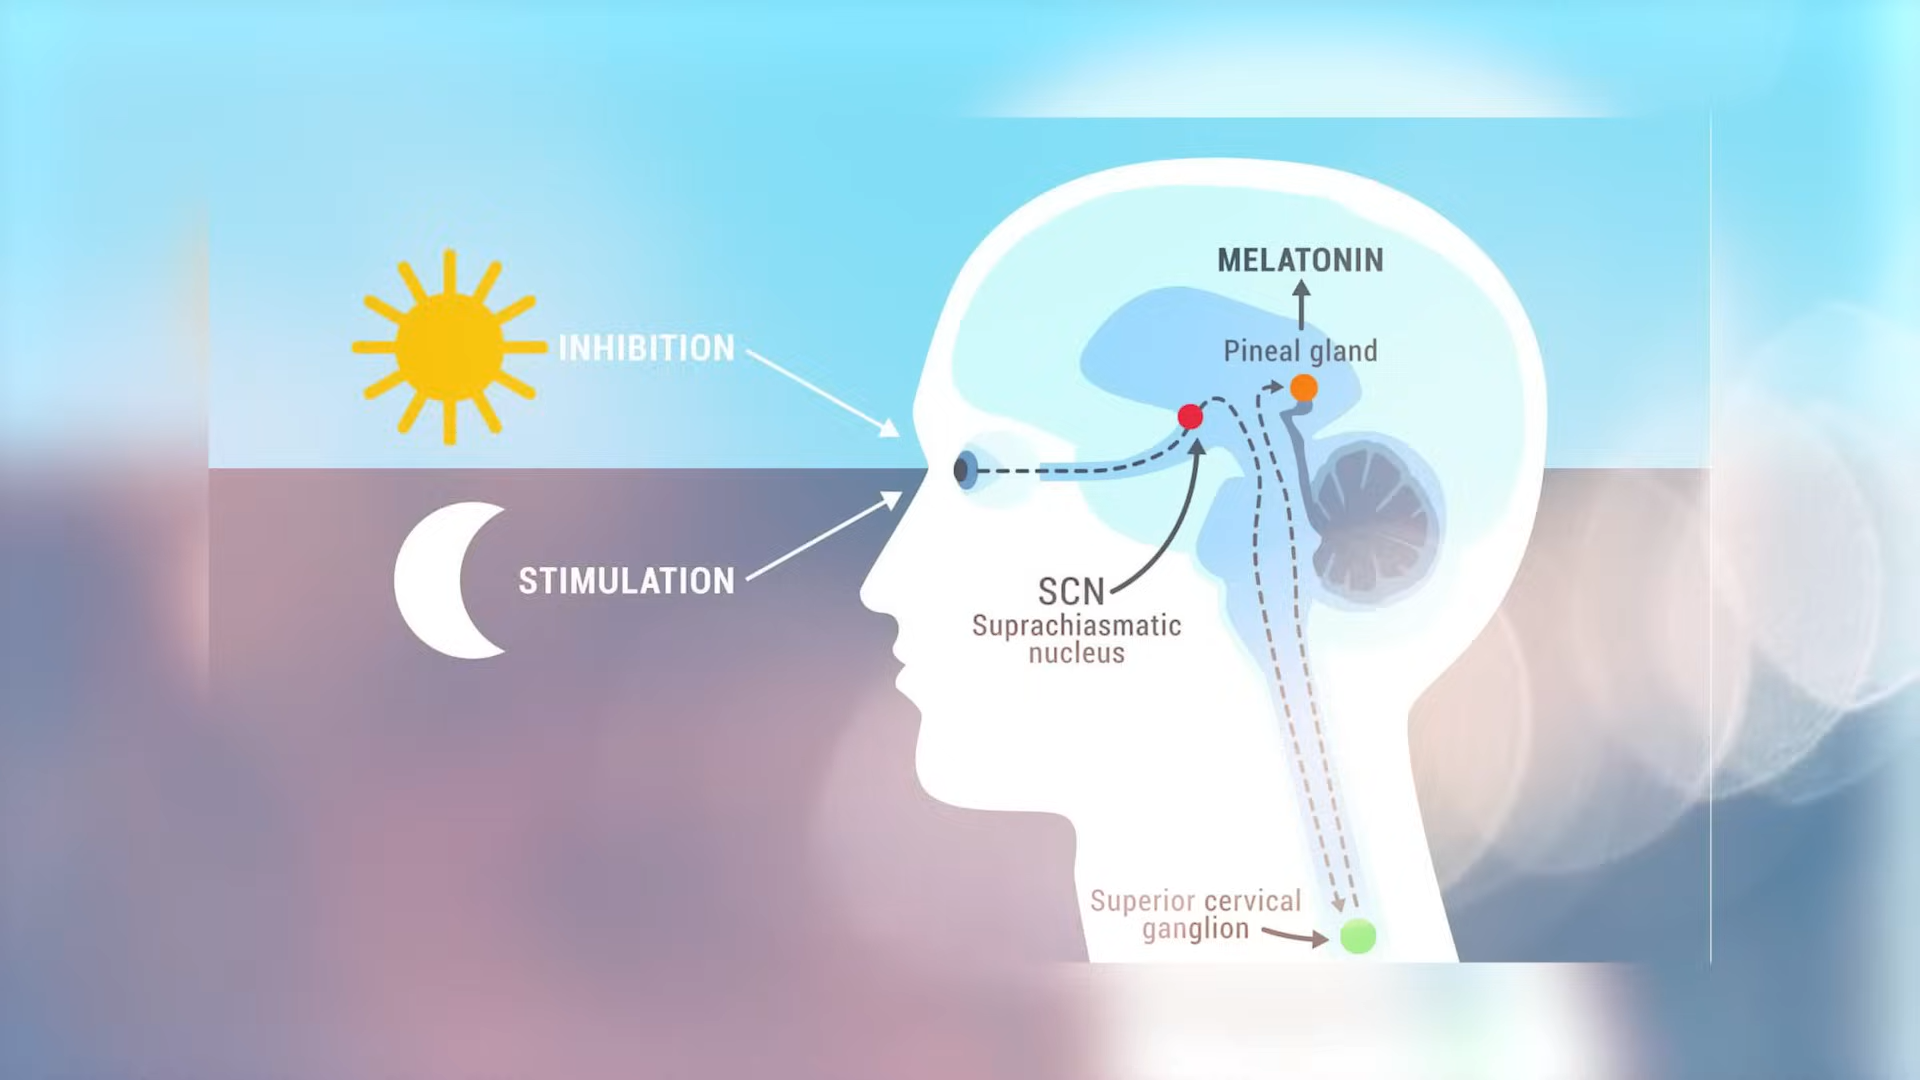 MELATONIN
Pineal gland
INHIBITION
STIMULATION
SCN
Suprachiasmatic
nucleus
Superior cervical
ganglion